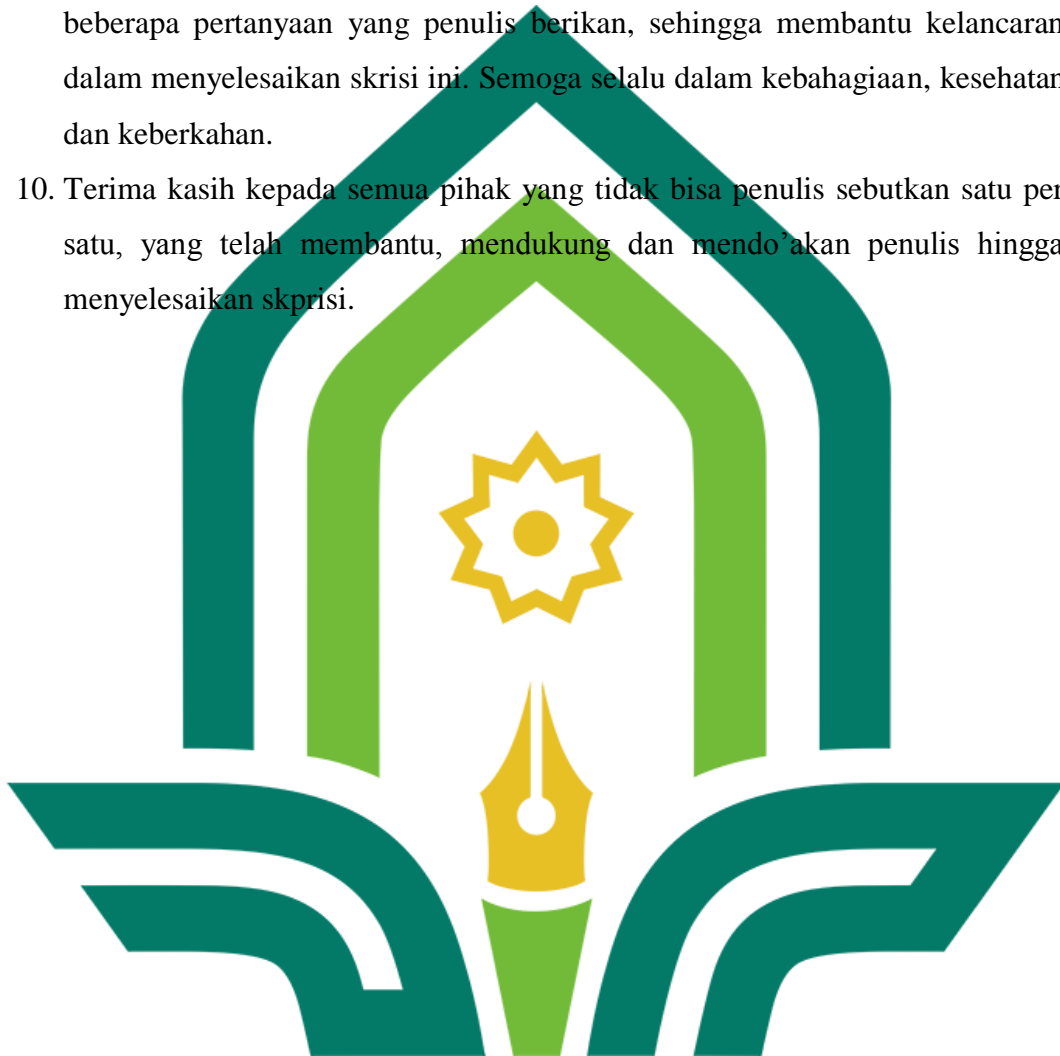 beberapa pertanyaan yang penulis berikan, sehingga membantu kelancaran
dalam menyelesaikan skrisi ini. Semoga selalu dalam kebahagiaan, kesehatan
dan keberkahan.
10. Terima kasih kepada semua pihak yang tidak bisa penulis sebutkan satu per
satu, yang telah membantu, mendukung dan mendo’akan penulis hingga
menyelesaikan skprisi.